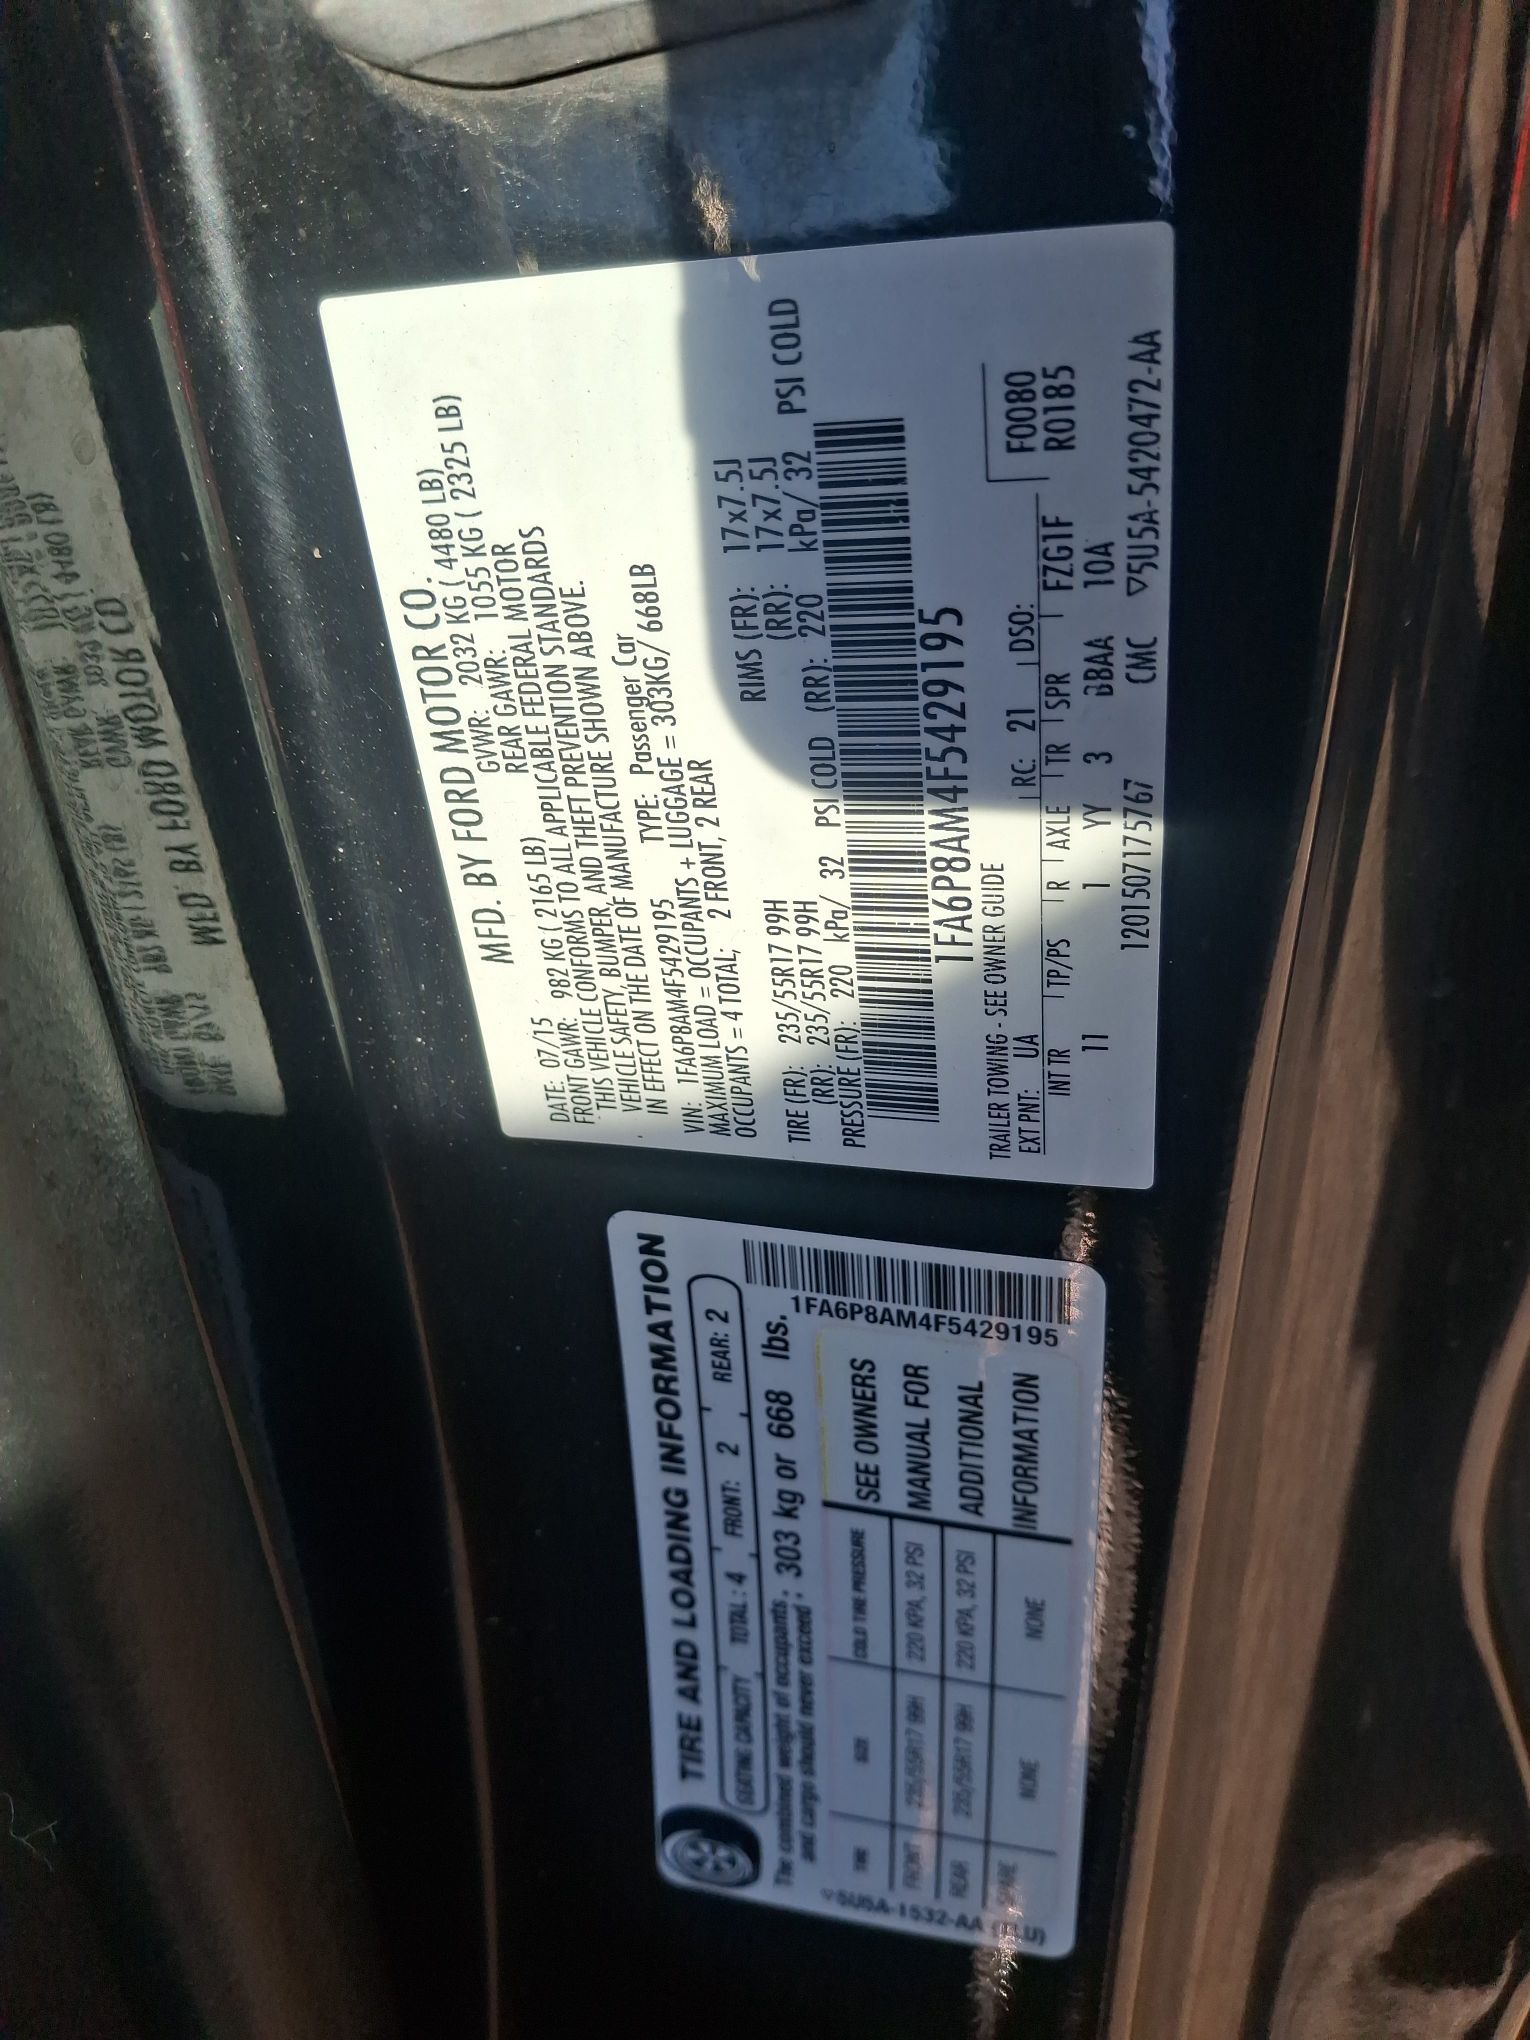 MFD. BY FORD MOTOR CO.
DATE: 07/15 GVWR: 2032 KG ( 4480 LB)
FRONT GAWR: 982 KG ( 2165 LB) REAR GAWR: 1055 KG ( 2325 LB)
THIS VEHICLE CONFORMS TO ALL APPLICABLE FEDERAL MOTOR
VEHICLE SAFETY, BUMPER, AND THEFT PREVENTION STANDARDS
IN EFFECT ON THE DATE OF MANUFACTURE SHOWN ABOVE.
VIN: 1FA6P8AM4F5429195 TYPE: Passenger Car
MAXIMUM LOAD = OCCUPANTS + LUGGAGE = 303KG/ 668LB
OCCUPANTS = 4 TOTAL, 2 FRONT, 2 REAR
TIRE (FR): 235/55R17 99H RIMS (FR): 17x7.5J
(RR): 235/55R17 99H (RR): 17x7.5J
PRESSURE (FR): 220 kPa/ 32 PSI COLD (RR): 220 kPa/ 32 PSI COLD
1FA6P8AM4F5429195
TRAILER TOWING - SEE OWNER GUIDE
F0080
R0185
EXT PNT: UA RC: 21 DSO:
INT TR TP/PS R AXLE TR SPR FZG1F
11 1 YY 3 BBAA 10A
120150717576​7 CMC ▽5U5A-5420472-AA
TIRE AND LOADING INFORMATION
SEATING CAPACITY TOTAL : 4 FRONT: 2 REAR: 2
The combined weight of occupants
and cargo should never exceed : 303 kg or 668 lbs.
TIRE SIZE COLD TIRE PRESSURE
FRONT 235/55R17 99H 220 KPA, 32 PSI
REAR 235/55R17 99H 220 KPA, 32 PSI
SPARE NONE NONE
SEE OWNERS
MANUAL FOR
ADDITIONAL
INFORMATION
1FA6P8AM4F5429195
▽5U5A-1532-AA